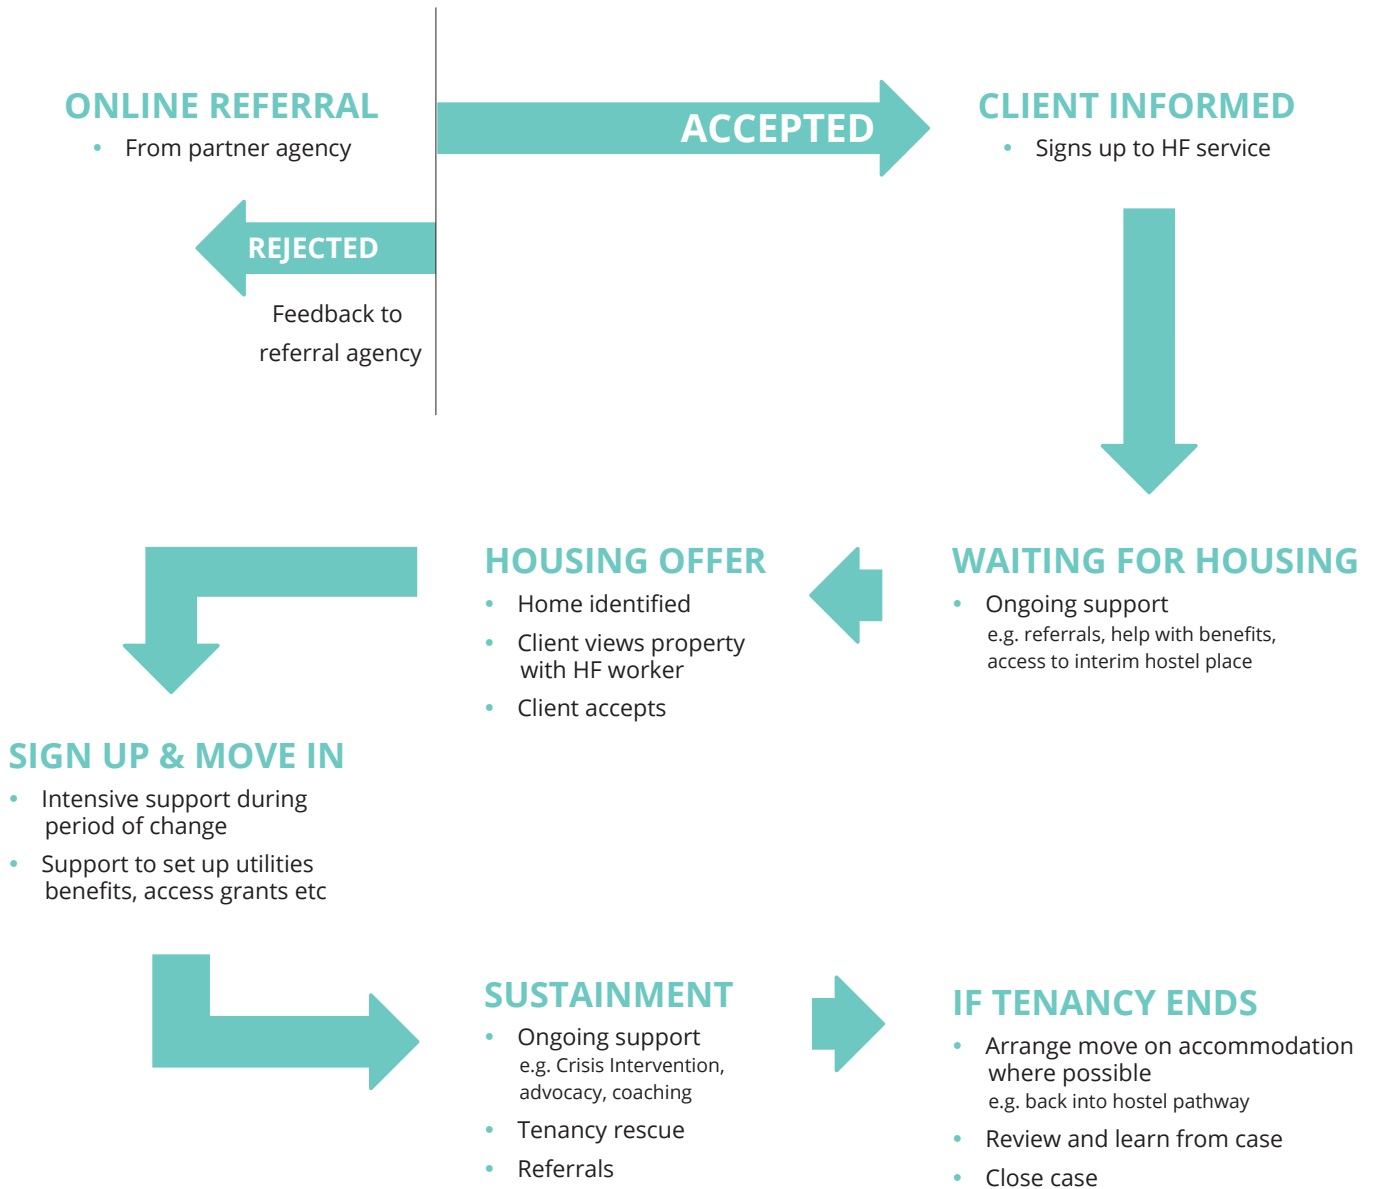 ONLINE REFERRAL
• From partner agency
ACCEPTED
CLIENT INFORMED
• Signs up to HF service
REJECTED
Feedback to
referral agency
WAITING FOR HOUSING
• Ongoing support
e.g. referrals, help with benefits,
access to interim hostel place
HOUSING OFFER
• Home identified
• Client views property
with HF worker
• Client accepts
SIGN UP & MOVE IN
• Intensive support during
period of change
• Support to set up utilities
benefits, access grants etc
SUSTAINMENT
• Ongoing support
e.g. Crisis Intervention,
advocacy, coaching
• Tenancy rescue
• Referrals
IF TENANCY ENDS
• Arrange move on accommodation
where possible
e.g. back into hostel pathway
• Review and learn from case
• Close case